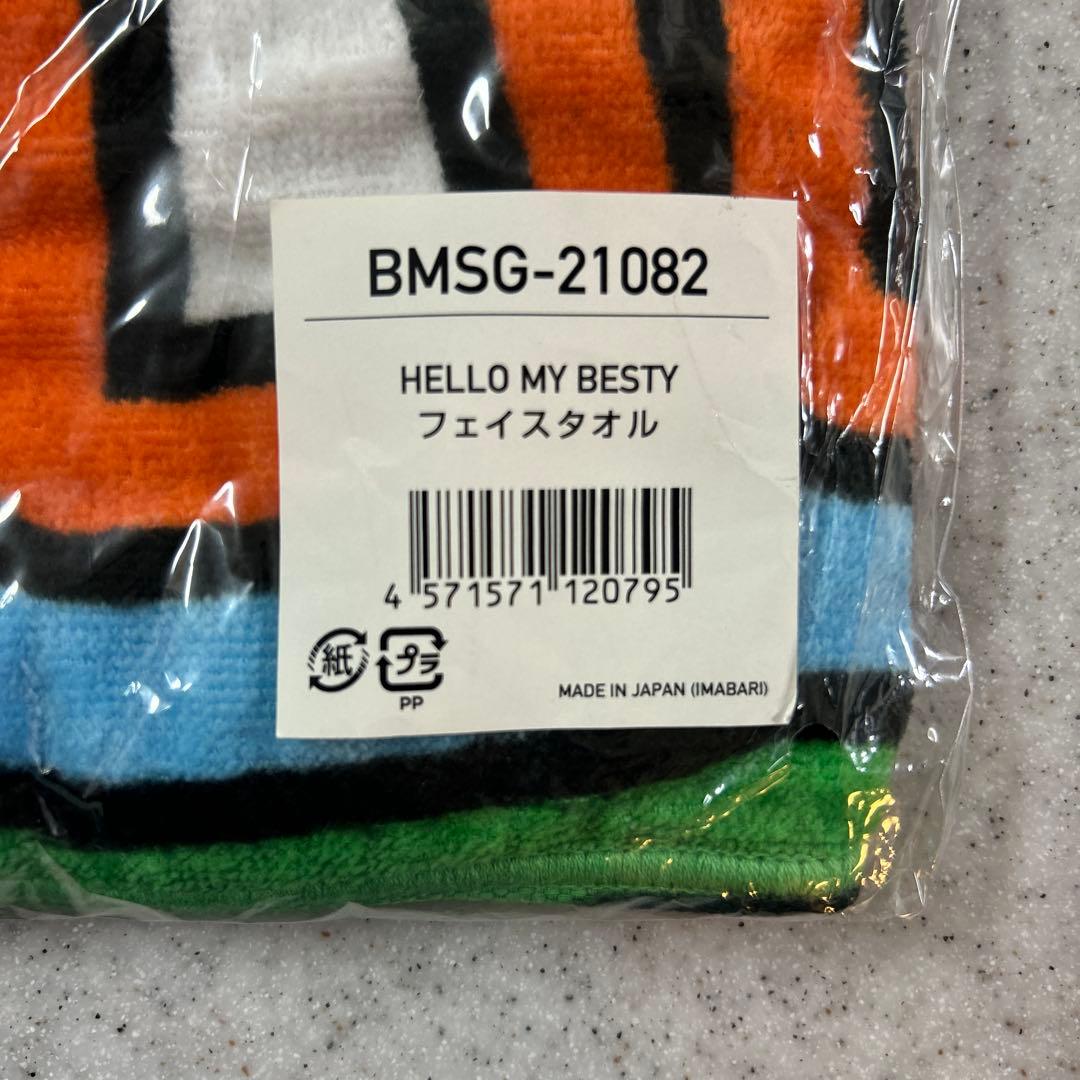 BMSG-21082
HELLO MY BESTY
フェイスタオル
4 571571 120795
紙 プラ
PP
MADE IN JAPAN (IMABARI)